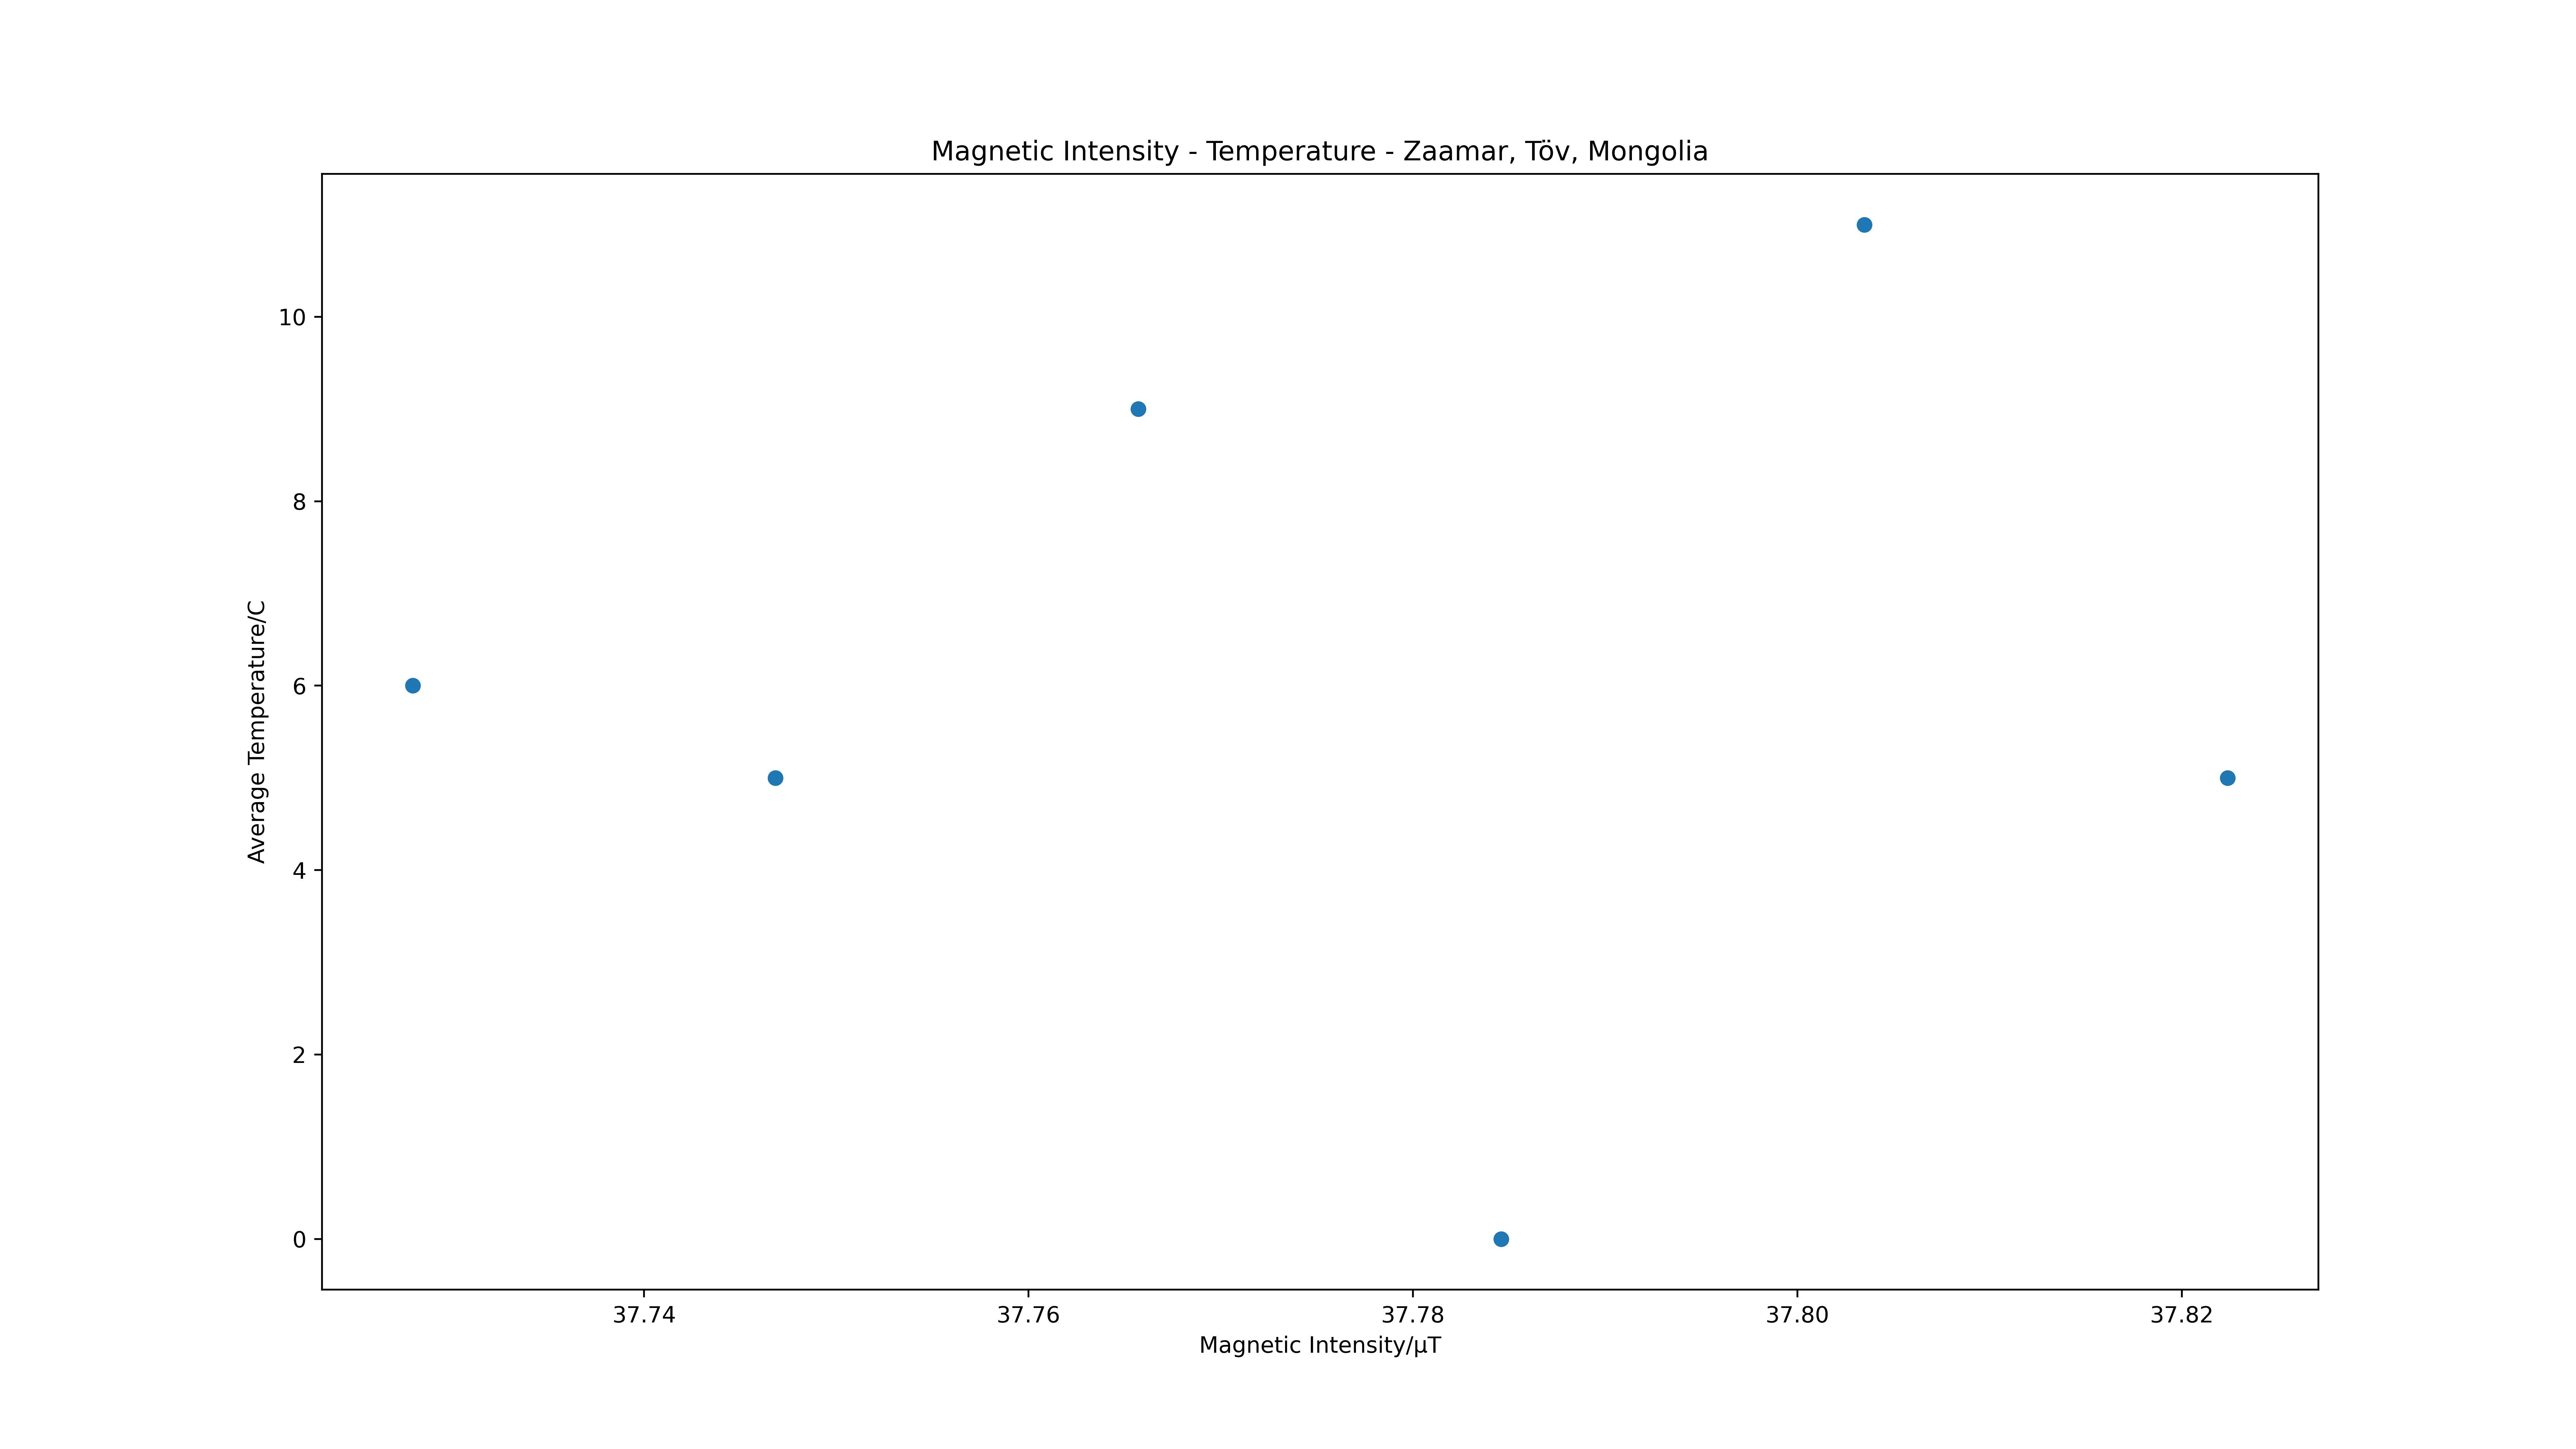 Magnetic Intensity - Temperature - Zaamar, Töv, Mongolia
Average Temperature/C
10
8
6
4
2
0
37.74 37.76 37.78 37.80 37.82
Magnetic Intensity/μT